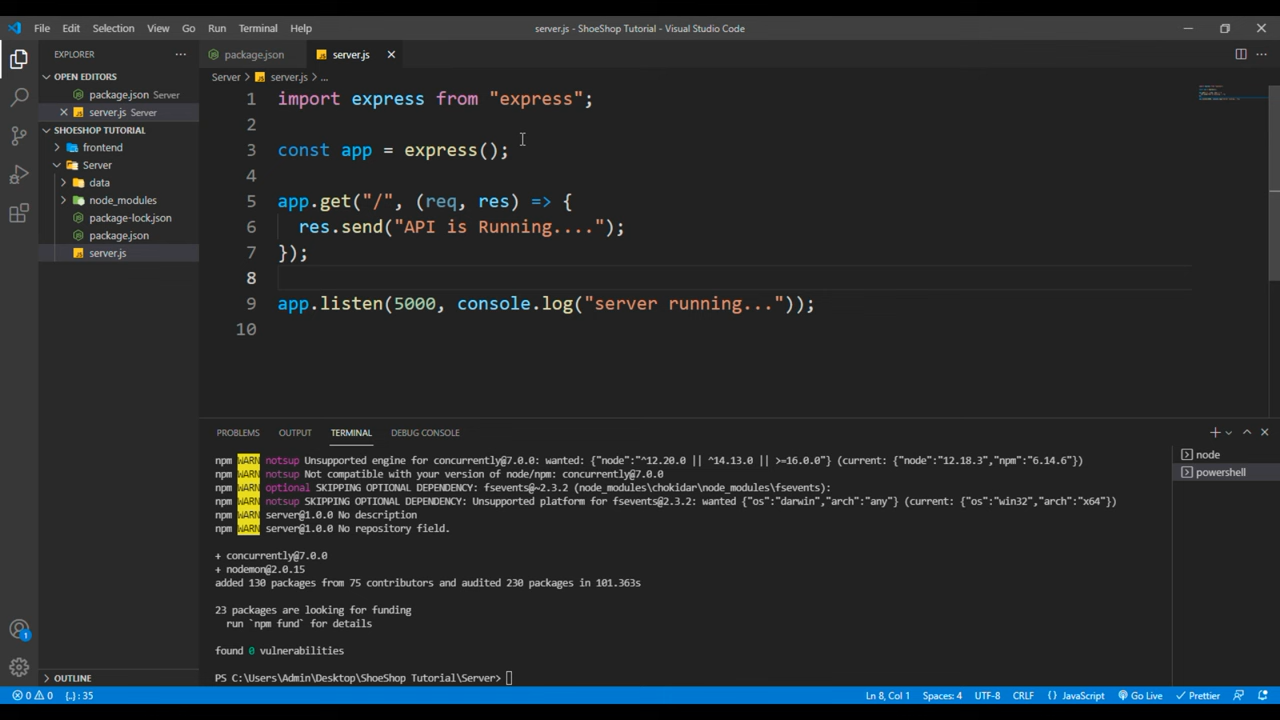 File Edit Selection View Go Run Terminal Help server.js - ShoeShop Tutorial - Visual Studio Code
EXPLORER
OPEN EDITORS
package.json Server
server.js Server
SHOESHOP TUTORIAL
frontend
Server
data
node_modules
package-lock.json
package.json
server.js
OUTLINE
package.json server.js
Server > server.js > ...
1 import express from "express";
2
3 const app = express();
4
5 app.get("/", (req, res) => {
6 res.send("API is Running....");
7 });
8
9 app.listen(5000, console.log("server running..."));
10
PROBLEMS OUTPUT TERMINAL DEBUG CONSOLE
npm WARN notsup Unsupported engine for concurrently@7.0.0: wanted: {"node":"^12.20.0 || ^14.13.0 || >=16.0.0"} (current: {"node":"12.18.3","npm":"6.14.6"})
npm WARN notsup Not compatible with your version of node/npm: concurrently@7.0.0
npm WARN optional SKIPPING OPTIONAL DEPENDENCY: fsevents@~2.3.2 (node_modules\chokidar\node_modules\fsevents):
npm WARN notsup SKIPPING OPTIONAL DEPENDENCY: Unsupported platform for fsevents@2.3.2: wanted {"os":"darwin","arch":"any"} (current: {"os":"win32","arch":"x64"})
npm WARN server@1.0.0 No description
npm WARN server@1.0.0 No repository field.
+ concurrently@7.0.0
+ nodemon@2.0.15
added 130 packages from 75 contributors and audited 230 packages in 101.363s
23 packages are looking for funding
run `npm fund` for details
found 0 vulnerabilities
PS C:\Users\Admin\Desktop\ShoeShop Tutorial\Server>
node
powershell
1
0 0 {..} : 35 Ln 8, Col 1 Spaces: 4 UTF-8 CRLF {} JavaScript Go Live Prettier